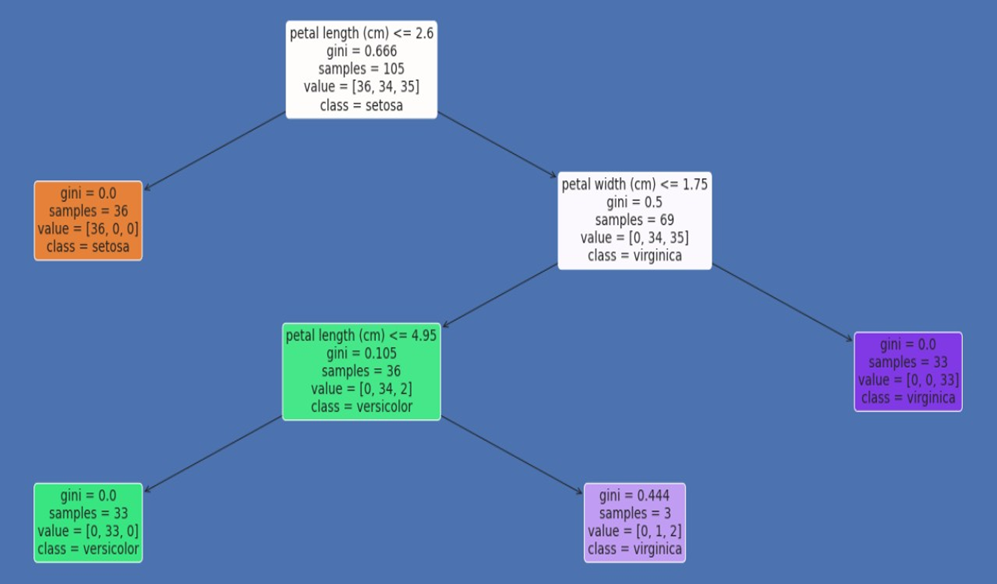 petal length (cm) <= 2.6
gini = 0.666
samples = 105
value = [36, 34, 35]
class = setosa
gini = 0.0
samples = 36
value = [36, 0, 0]
class = setosa
petal width (cm) <= 1.75
gini = 0.5
samples = 69
value = [0, 34, 35]
class = virginica
petal length (cm) <= 4.95
gini = 0.105
samples = 36
value = [0, 34, 2]
class = versicolor
gini = 0.0
samples = 33
value = [0, 0, 33]
class = virginica
gini = 0.0
samples = 33
value = [0, 33, 0]
class = versicolor
gini = 0.444
samples = 3
value = [0, 1, 2]
class = virginica